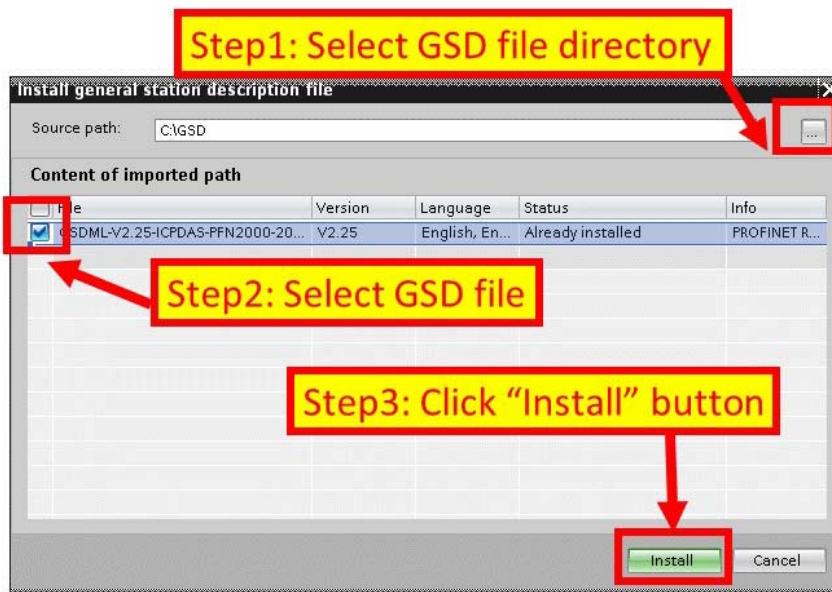 Step1: Select GSD file directory
Install general station description file
Source path: C:\GSD ...
Content of imported path
File Version Language Status Info
GSDML-V2.25-ICPDAS-PFN2000-20... V2.25 English, En... Already installed PROFINET R...
Step2: Select GSD file
Step3: Click “Install” button
Install Cancel